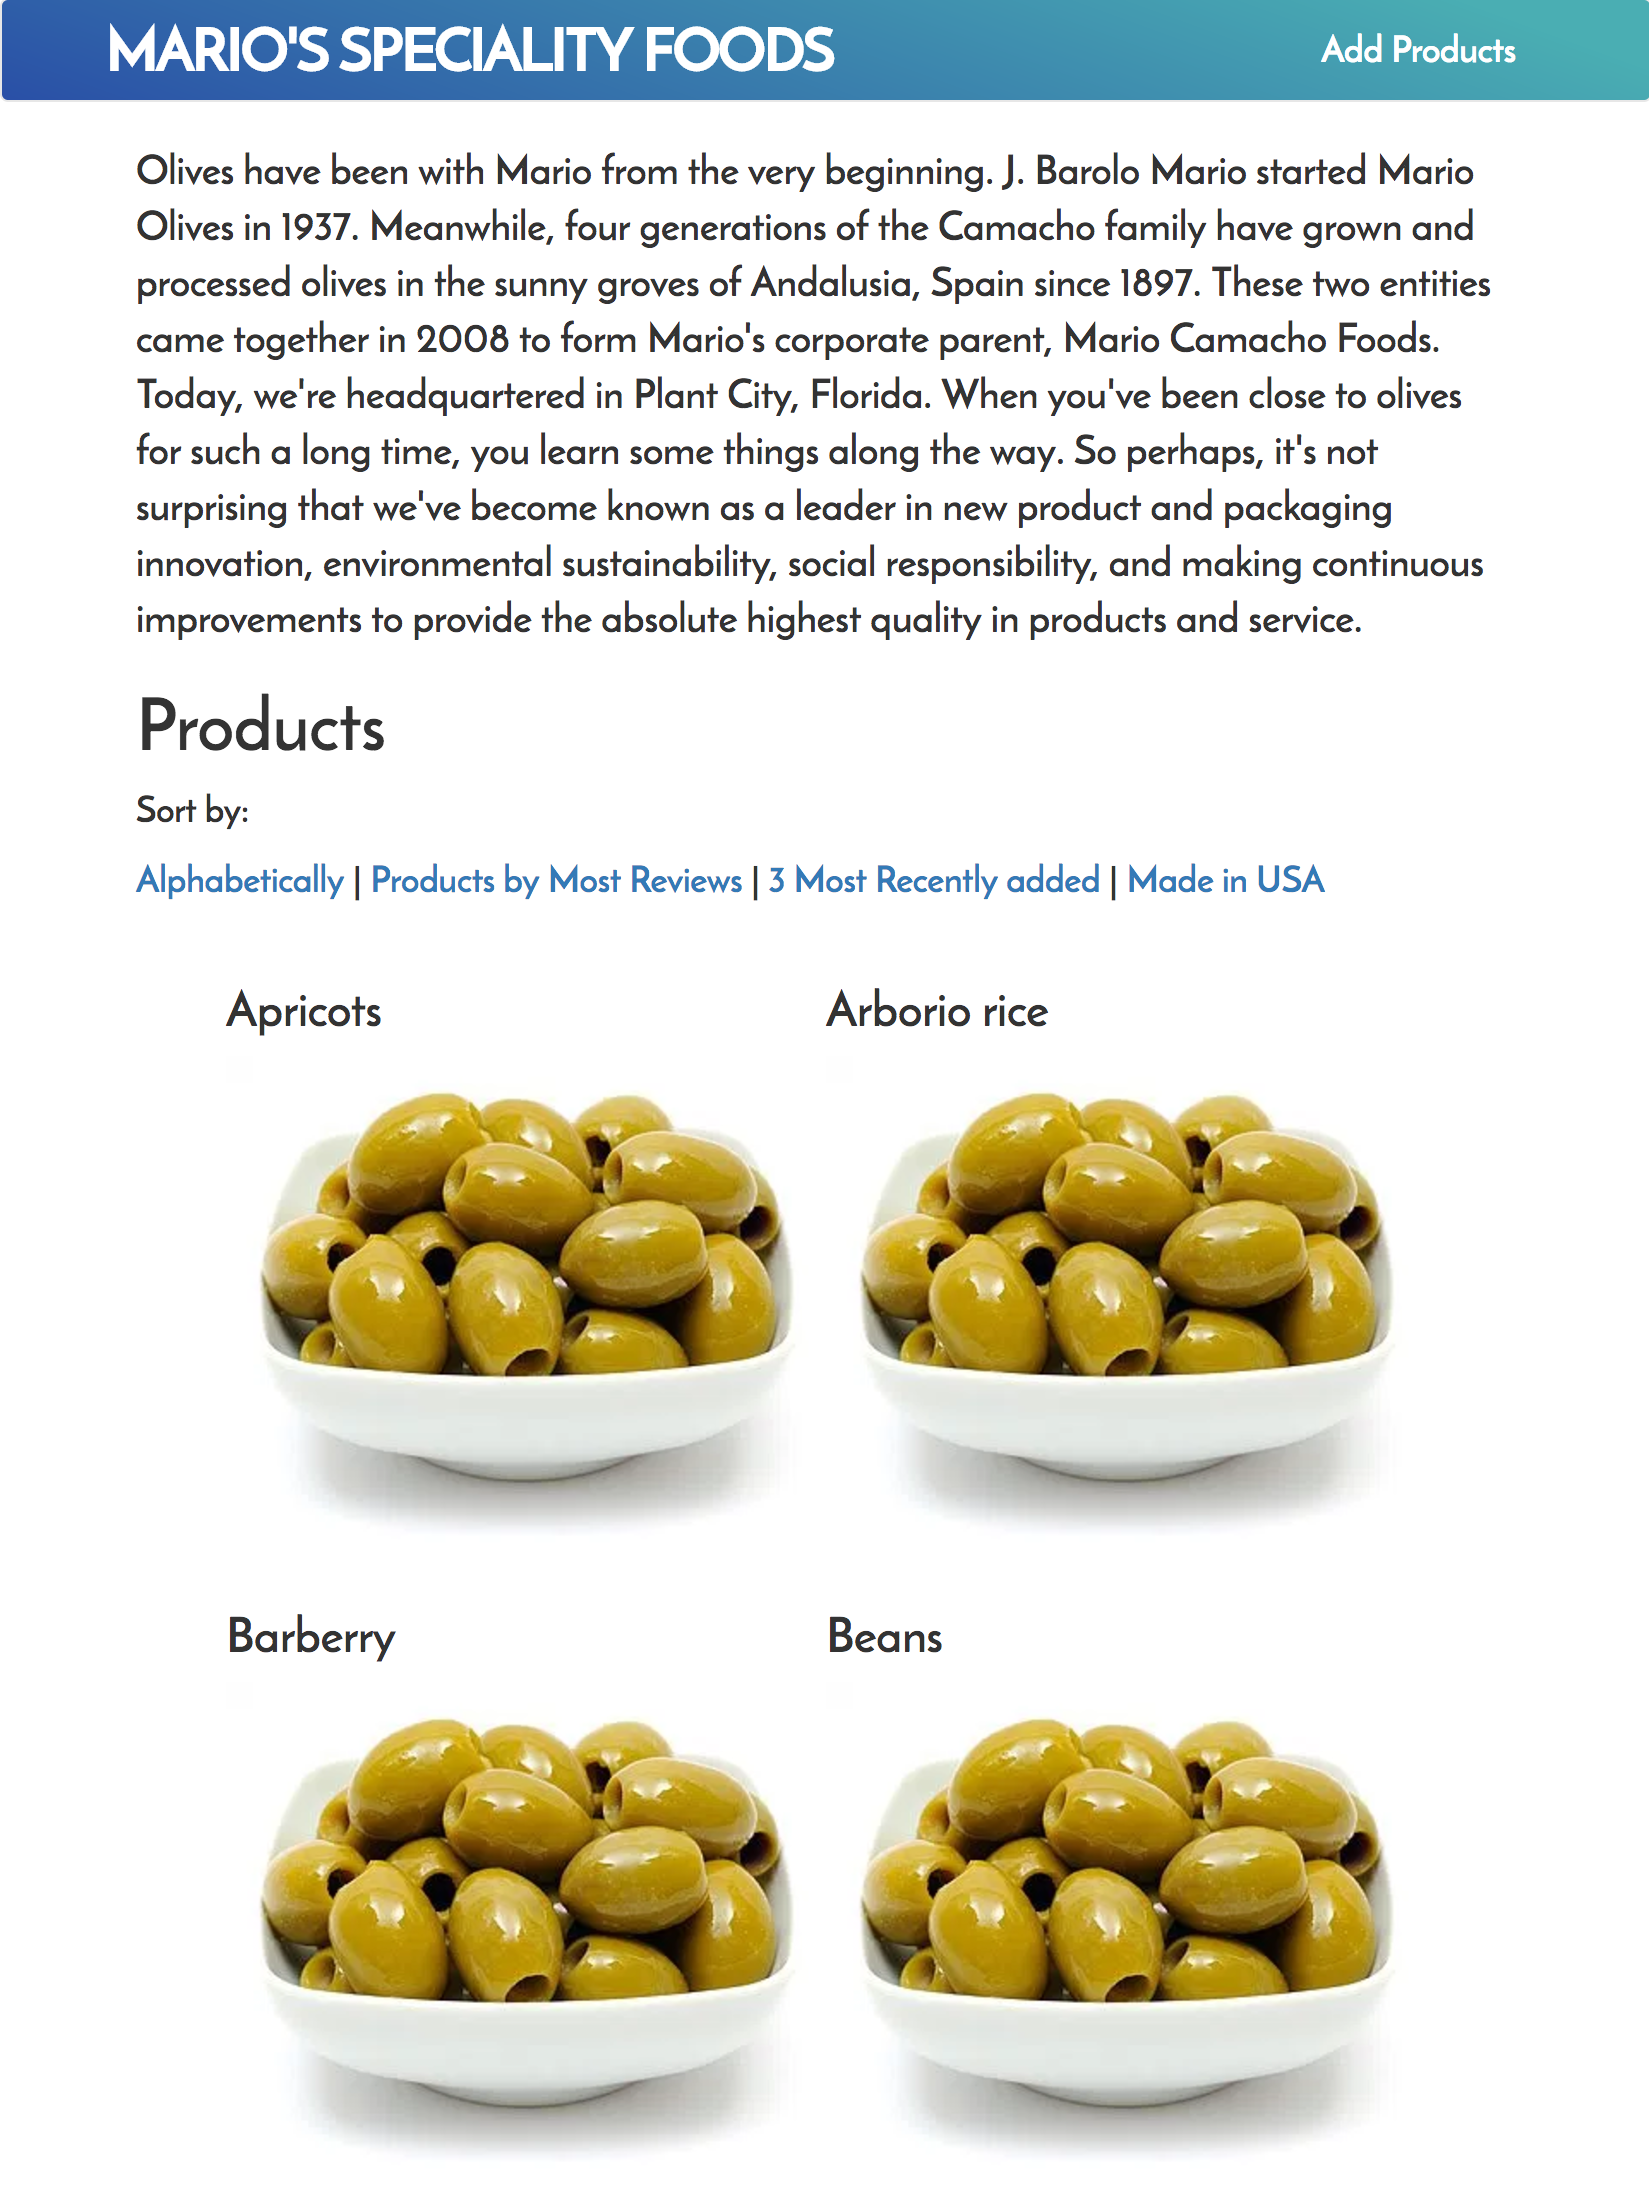 MARIO'S SPECIALITY FOODS
Add Products
Olives have been with Mario from the very beginning. J. Barolo Mario started Mario
Olives in 1937. Meanwhile, four generations of the Camacho family have grown and
processed olives in the sunny groves of Andalusia, Spain since 1897. These two entities
came together in 2008 to form Mario's corporate parent, Mario Camacho Foods.
Today, we're headquartered in Plant City, Florida. When you've been close to olives
for such a long time, you learn some things along the way. So perhaps, it's not
surprising that we've become known as a leader in new product and packaging
innovation, environmental sustainability, social responsibility, and making continuous
improvements to provide the absolute highest quality in products and service.
Products
Sort by:
Alphabetically | Products by Most Reviews | 3 Most Recently added | Made in USA
Apricots
Arborio rice
Barberry
Beans